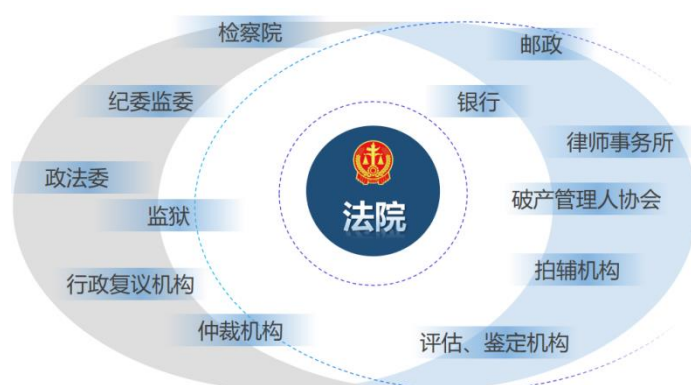 检察院
邮政
纪委监委
银行
律师事务所
政法委
法院
破产管理人协会
监狱
行政复议机构
拍辅机构
仲裁机构
评估、鉴定机构